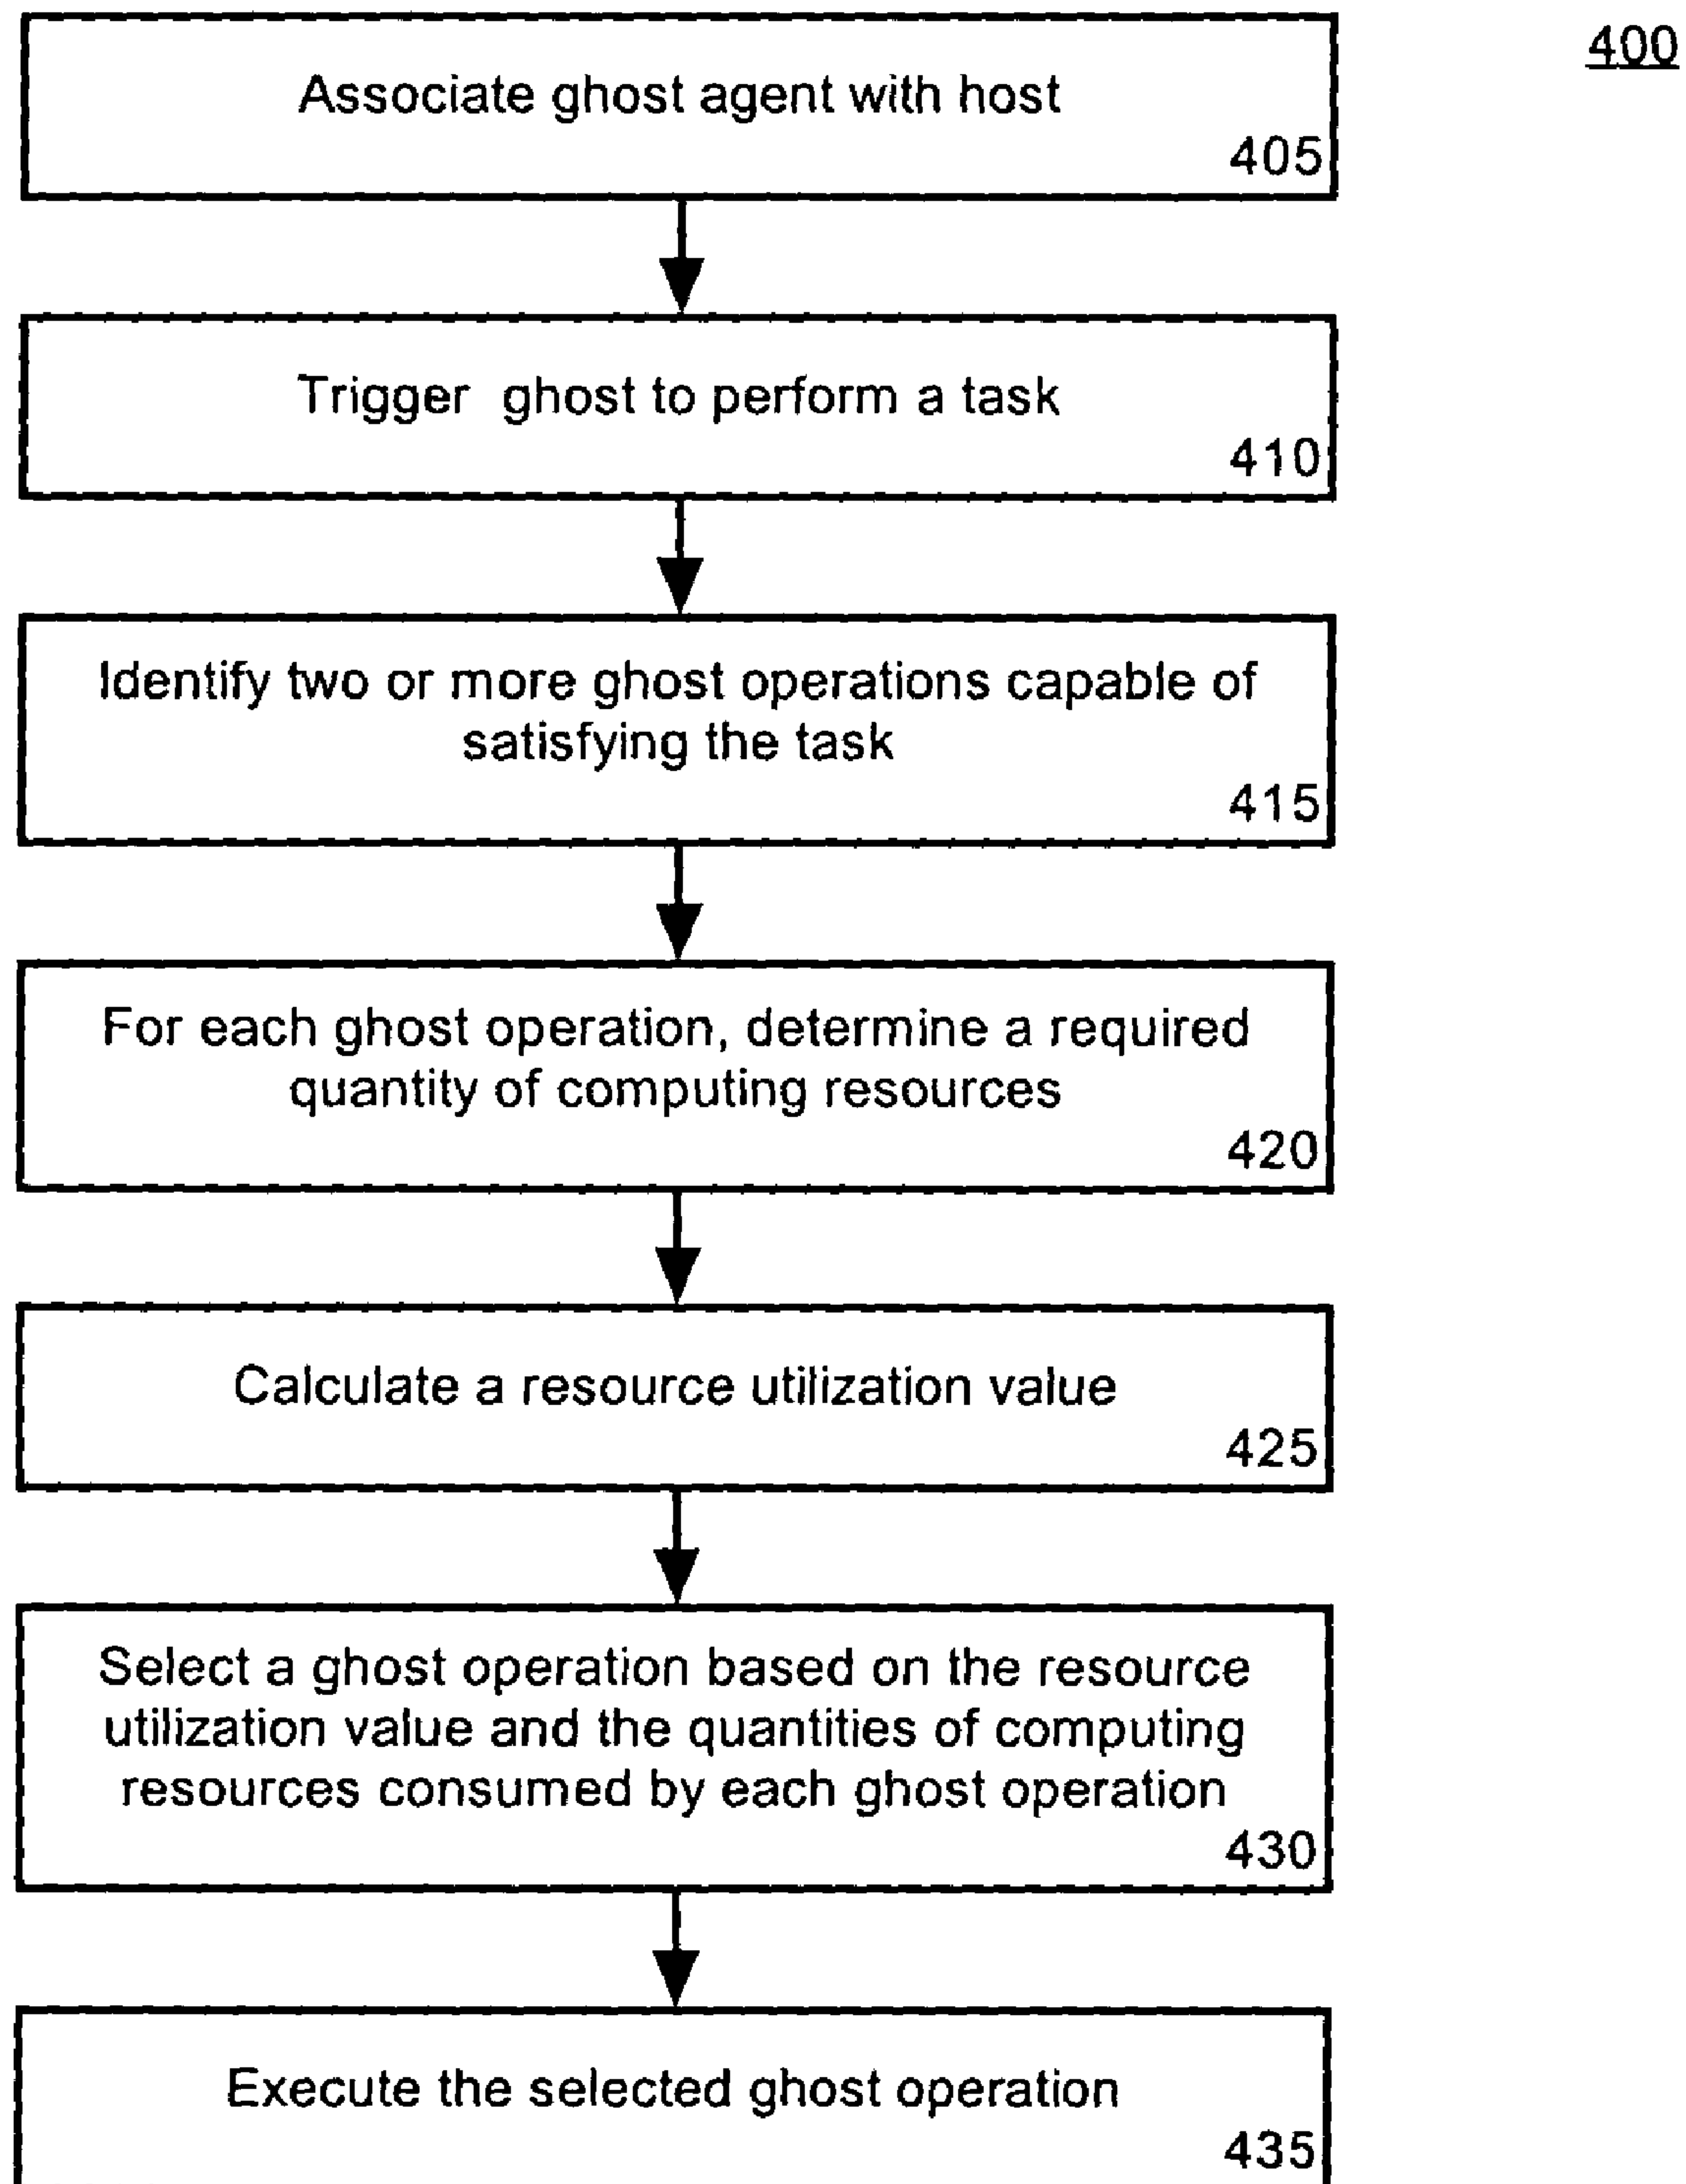 400
Associate ghost agent with host
405
Trigger ghost to perform a task
410
Identify two or more ghost operations capable of
satisfying the task
415
For each ghost operation, determine a required
quantity of computing resources
420
Calculate a resource utilization value
425
Select a ghost operation based on the resource
utilization value and the quantities of computing
resources consumed by each ghost operation
430
Execute the selected ghost operation
435